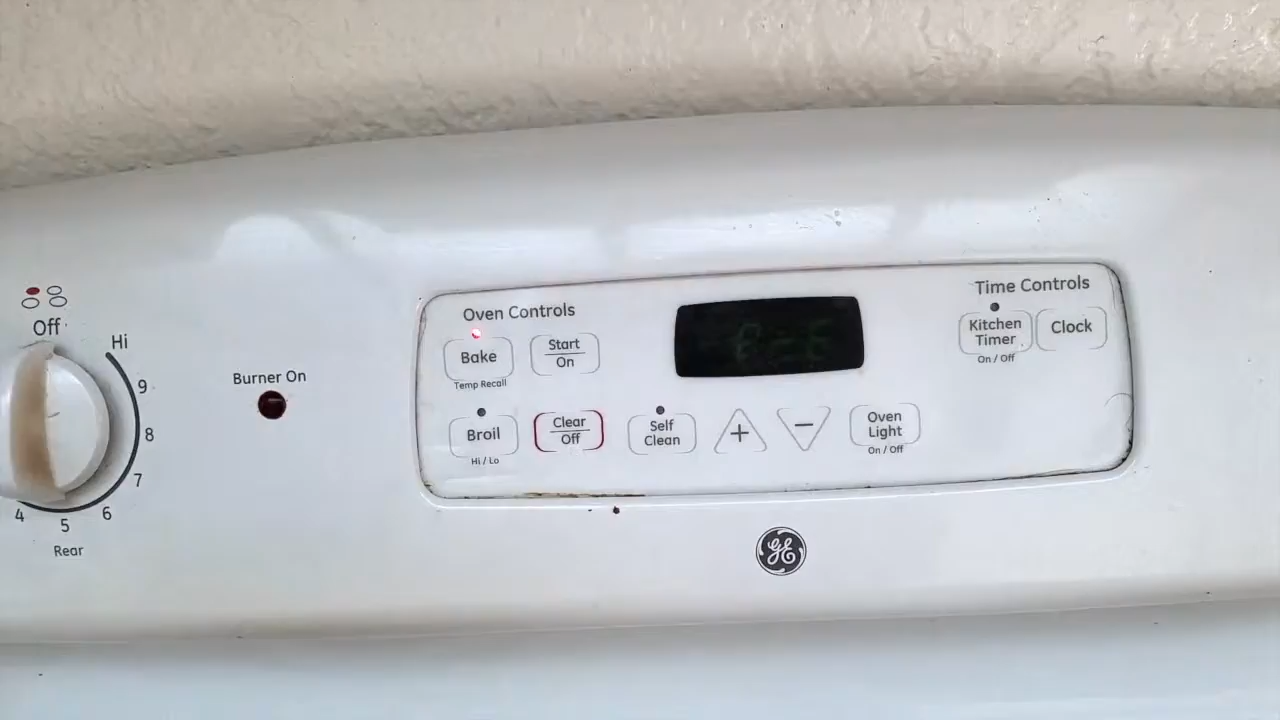 Off
Hi
9
8
7
6
5
4
Rear
Burner On
Oven Controls
Bake
Temp Recall
Start
On
Broil
Hi / Lo
Clear
Off
Self
Clean
+
−
Oven
Light
On / Off
Time Controls
Kitchen
Timer
On / Off
Clock
GE